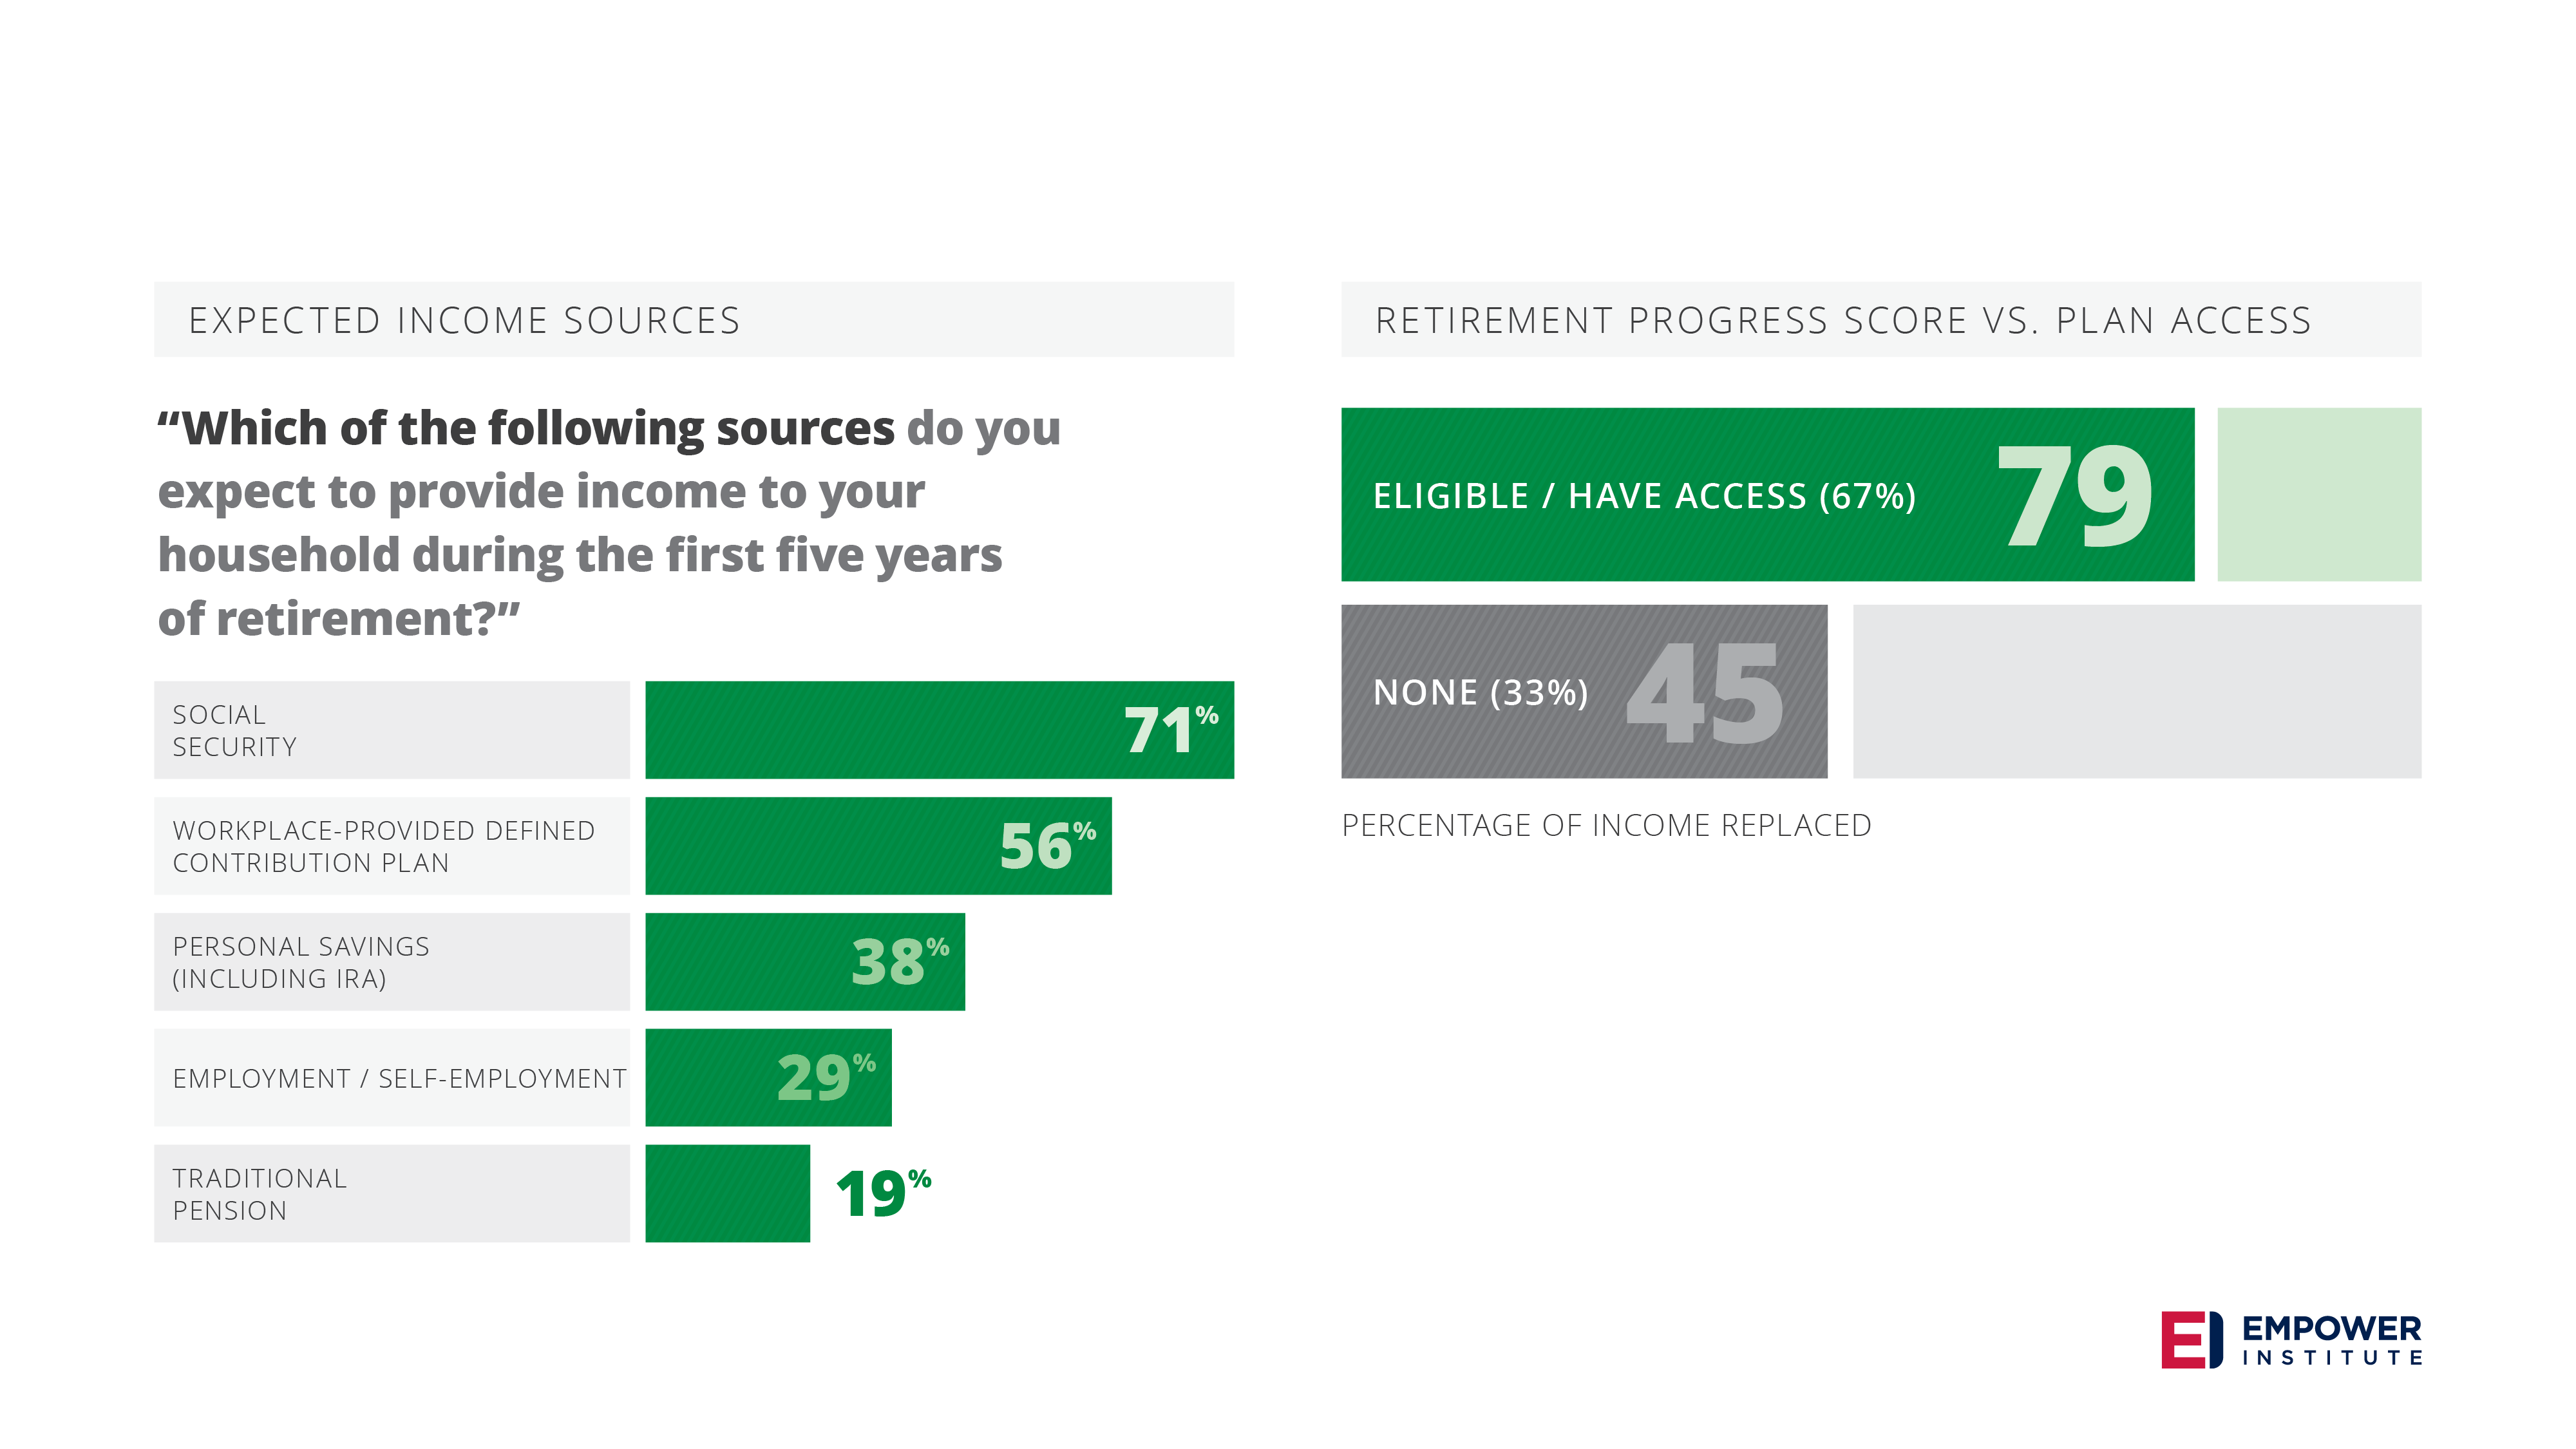 EXPECTED INCOME SOURCES
“Which of the following sources do you
expect to provide income to your
household during the first five years
of retirement?”
SOCIAL
SECURITY
71%
WORKPLACE-PROVIDED DEFINED
CONTRIBUTION PLAN
56%
PERSONAL SAVINGS
(INCLUDING IRA)
38%
EMPLOYMENT / SELF-EMPLOYMENT
29%
TRADITIONAL
PENSION
19%
RETIREMENT PROGRESS SCORE VS. PLAN ACCESS
ELIGIBLE / HAVE ACCESS (67%) 79
NONE (33%) 45
PERCENTAGE OF INCOME REPLACED
EI
EMPOWER
INSTITUTE